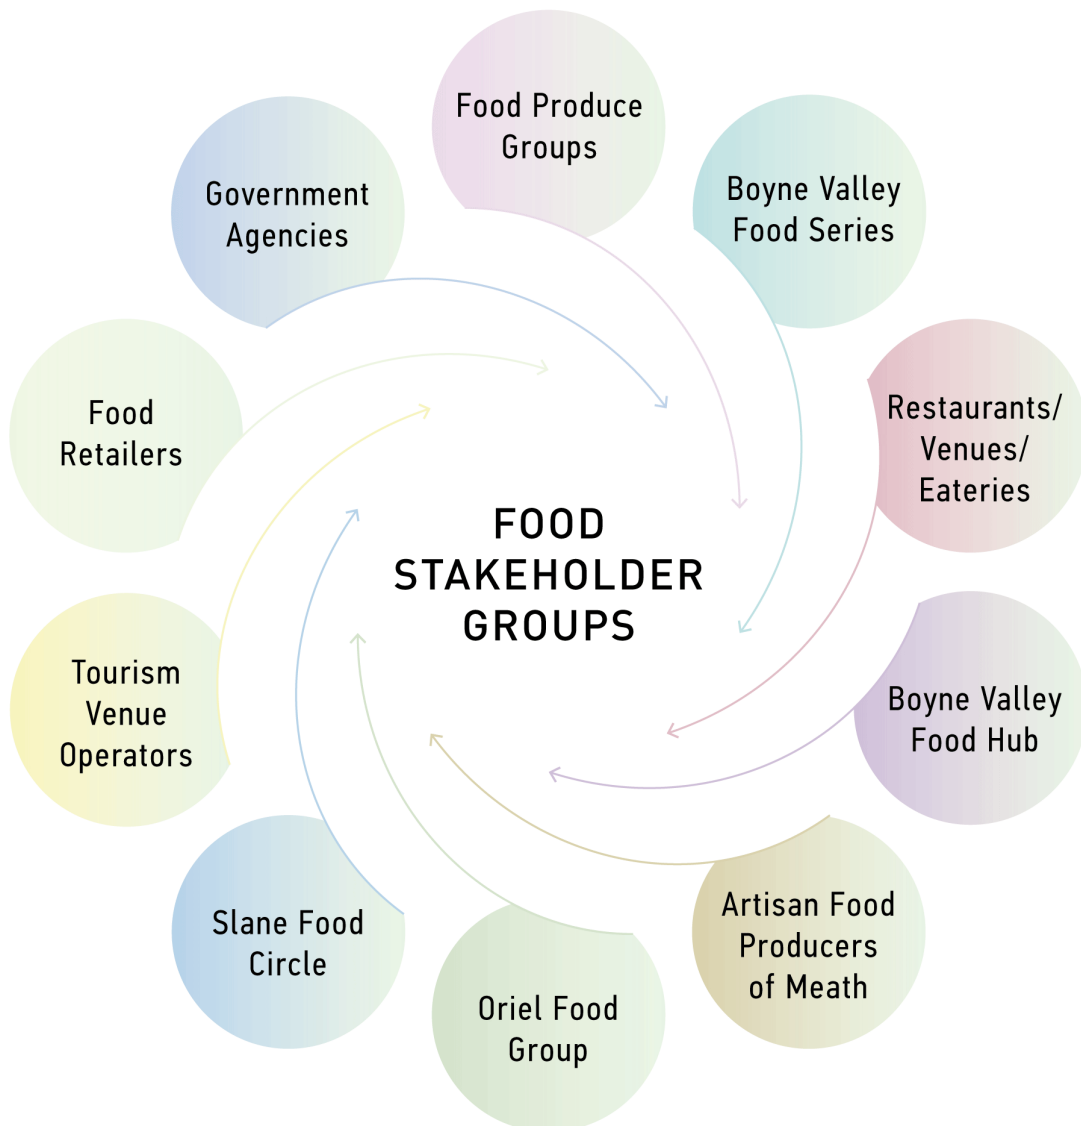 Food Produce
Groups
Boyne Valley
Food Series
Restaurants/
Venues/
Eateries
Boyne Valley
Food Hub
Artisan Food
Producers
of Meath
Oriel Food
Group
Slane Food
Circle
Tourism
Venue
Operators
Food
Retailers
Government
Agencies
FOOD
STAKEHOLDER
GROUPS